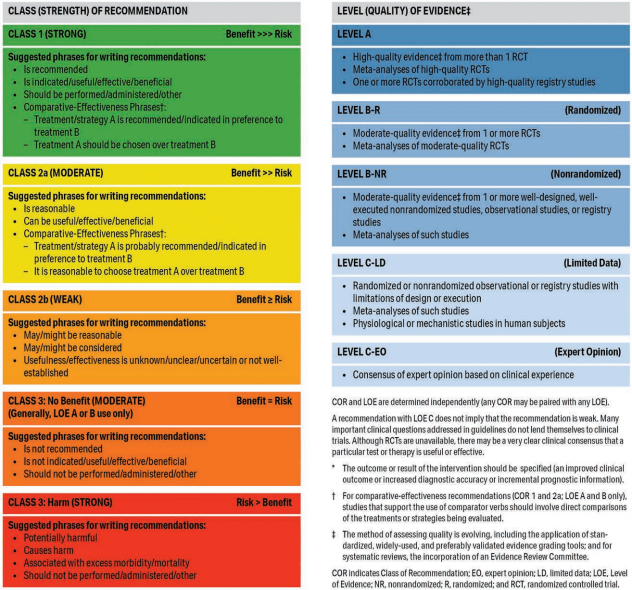 CLASS (STRENGTH) OF RECOMMENDATION
CLASS 1 (STRONG) Benefit >>> Risk
Suggested phrases for writing recommendations:
• Is recommended
• Is indicated/useful/effective/beneficial
• Should be performed/administered/other
• Comparative-Effectiveness Phrases†:
– Treatment/strategy A is recommended/indicated in preference to
treatment B
– Treatment A should be chosen over treatment B
CLASS 2a (MODERATE) Benefit >> Risk
Suggested phrases for writing recommendations:
• Is reasonable
• Can be useful/effective/beneficial
• Comparative-Effectiveness Phrases†:
– Treatment/strategy A is probably recommended/indicated in
preference to treatment B
– It is reasonable to choose treatment A over treatment B
CLASS 2b (WEAK) Benefit ≥ Risk
Suggested phrases for writing recommendations:
• May/might be reasonable
• May/might be considered
• Usefulness/effectiveness is unknown/unclear/uncertain or not well-
established
CLASS 3: No Benefit (MODERATE) Benefit = Risk
(Generally, LOE A or B use only)
Suggested phrases for writing recommendations:
• Is not recommended
• Is not indicated/useful/effective/beneficial
• Should not be performed/administered/other
CLASS 3: Harm (STRONG) Risk > Benefit
Suggested phrases for writing recommendations:
• Potentially harmful
• Causes harm
• Associated with excess morbidity/mortality
• Should not be performed/administered/other
LEVEL (QUALITY) OF EVIDENCE‡
LEVEL A
• High-quality evidence‡ from more than 1 RCT
• Meta-analyses of high-quality RCTs
• One or more RCTs corroborated by high-quality registry studies
LEVEL B-R (Randomized)
• Moderate-quality evidence‡ from 1 or more RCTs
• Meta-analyses of moderate-quality RCTs
LEVEL B-NR (Nonrandomized)
• Moderate-quality evidence‡ from 1 or more well-designed, well-
executed nonrandomized studies, observational studies, or registry
studies
• Meta-analyses of such studies
LEVEL C-LD (Limited Data)
• Randomized or nonrandomized observational or registry studies with
limitations of design or execution
• Meta-analyses of such studies
• Physiological or mechanistic studies in human subjects
LEVEL C-EO (Expert Opinion)
• Consensus of expert opinion based on clinical experience
COR and LOE are determined independently (any COR may be paired with any LOE).
A recommendation with LOE C does not imply that the recommendation is weak. Many
important clinical questions addressed in guidelines do not lend themselves to clinical
trials. Although RCTs are unavailable, there may be a very clear clinical consensus that a
particular test or therapy is useful or effective.
* The outcome or result of the intervention should be specified (an improved clinical
outcome or increased diagnostic accuracy or incremental prognostic information).
† For comparative-effectiveness recommendations (COR 1 and 2a; LOE A and B only),
studies that support the use of comparator verbs should involve direct comparisons
of the treatments or strategies being evaluated.
‡ The method of assessing quality is evolving, including the application of stan-
dardized, widely-used, and preferably validated evidence grading tools; and for
systematic reviews, the incorporation of an Evidence Review Committee.
COR indicates Class of Recommendation; EO, expert opinion; LD, limited data; LOE, Level
of Evidence; NR, nonrandomized; R, randomized; and RCT, randomized controlled trial.